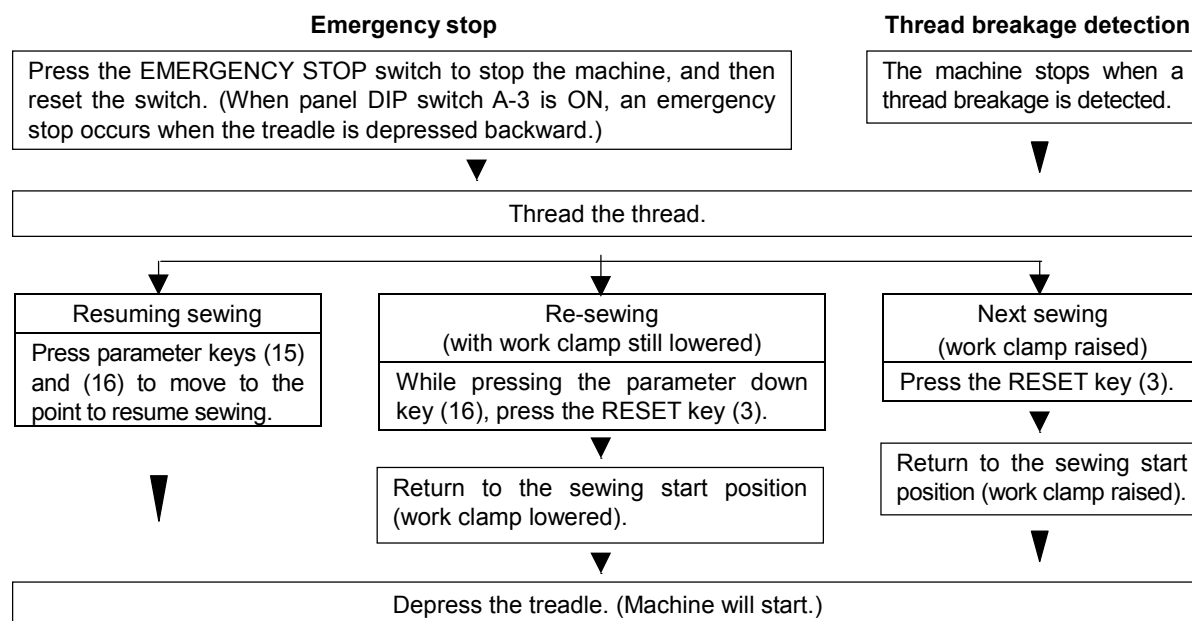 Emergency stop
Press the EMERGENCY STOP switch to stop the machine, and then
reset the switch. (When panel DIP switch A-3 is ON, an emergency
stop occurs when the treadle is depressed backward.)
Thread breakage detection
The machine stops when a
thread breakage is detected.
Thread the thread.
Resuming sewing
Press parameter keys (15)
and (16) to move to the
point to resume sewing.
Re-sewing
(with work clamp still lowered)
While pressing the parameter down
key (16), press the RESET key (3).
Return to the sewing start position
(work clamp lowered).
Next sewing
(work clamp raised)
Press the RESET key (3).
Return to the sewing start
position (work clamp raised).
Depress the treadle. (Machine will start.)